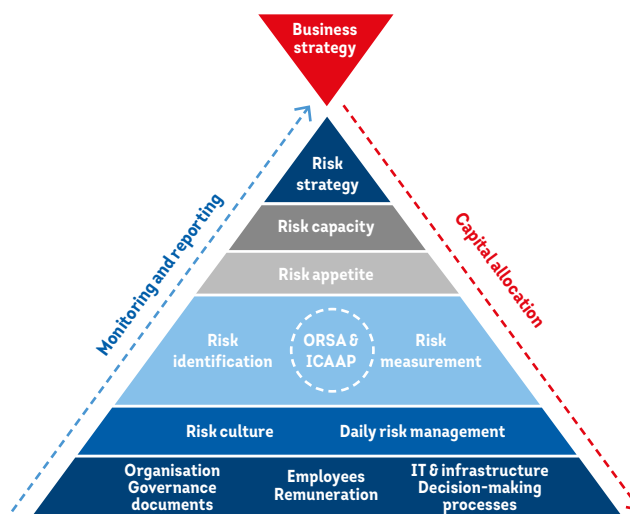 Business
strategy
Risk
strategy
Risk capacity
Risk appetite
Monitoring and reporting
Capital allocation
Risk
identification
ORSA &
ICAAP
Risk
measurement
Risk culture
Daily risk management
Organisation
Governance
documents
Employees
Remuneration
IT & infrastructure
Decision-making
processes